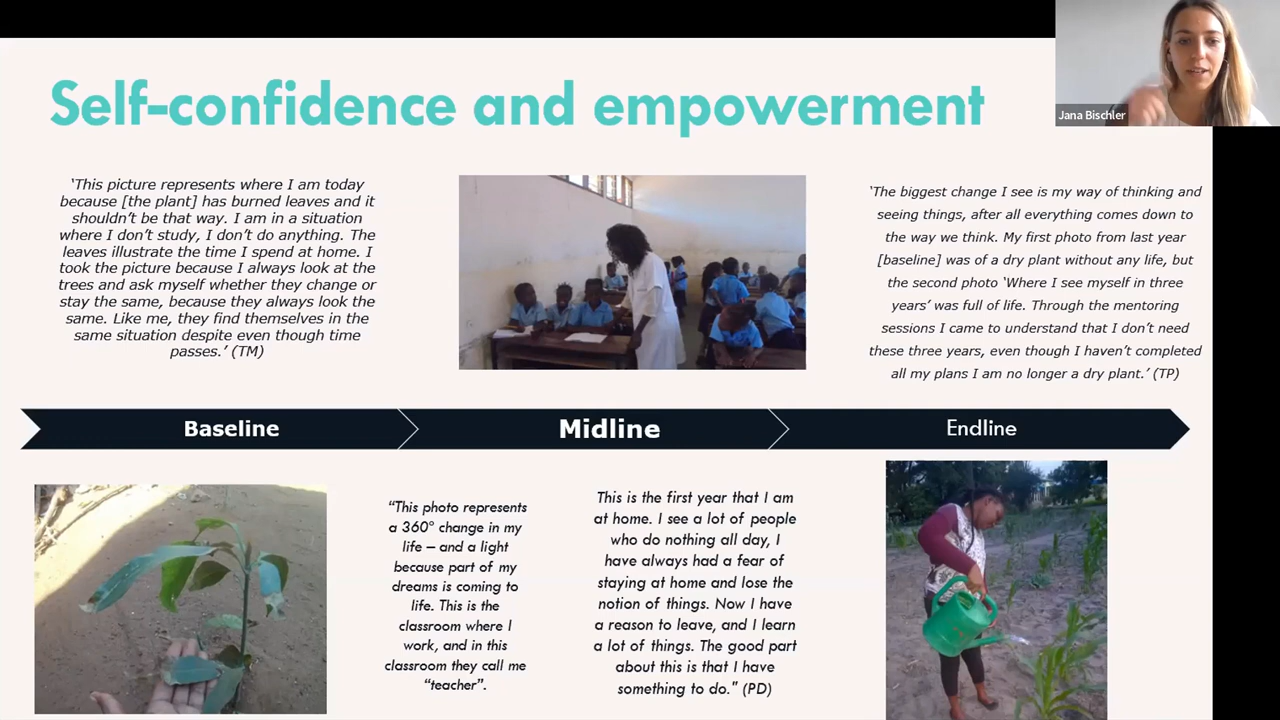 Self-confidence and empowerment
Jana Bischler
‘This picture represents where I am today
because [the plant] has burned leaves and it
shouldn’t be that way. I am in a situation
where I don’t study, I don’t do anything. The
leaves illustrate the time I spend at home. I
took the picture because I always look at the
trees and ask myself whether they change or
stay the same, because they always look the
same. Like me, they find themselves in the
same situation despite even though time
passes.’ (TM)
‘The biggest change I see is my way of thinking and
seeing things, after all everything comes down to
the way we think. My first photo from last year
[baseline] was of a dry plant without any life, but
the second photo ‘Where I see myself in three
years’ was full of life. Through the mentoring
sessions I came to understand that I don’t need
these three years, even though I haven’t completed
all my plans I am no longer a dry plant.’ (TP)
Baseline
Midline
Endline
“This photo represents
a 360° change in my
life – and a light
because part of my
dreams is coming to
life. This is the
classroom where I
work, and in this
classroom they call me
“teacher”.
This is the first year that I am
at home. I see a lot of people
who do nothing all day, I
have always had a fear of
staying at home and lose the
notion of things. Now I have
a reason to leave, and I learn
a lot of things. The good part
about this is that I have
something to do." (PD)